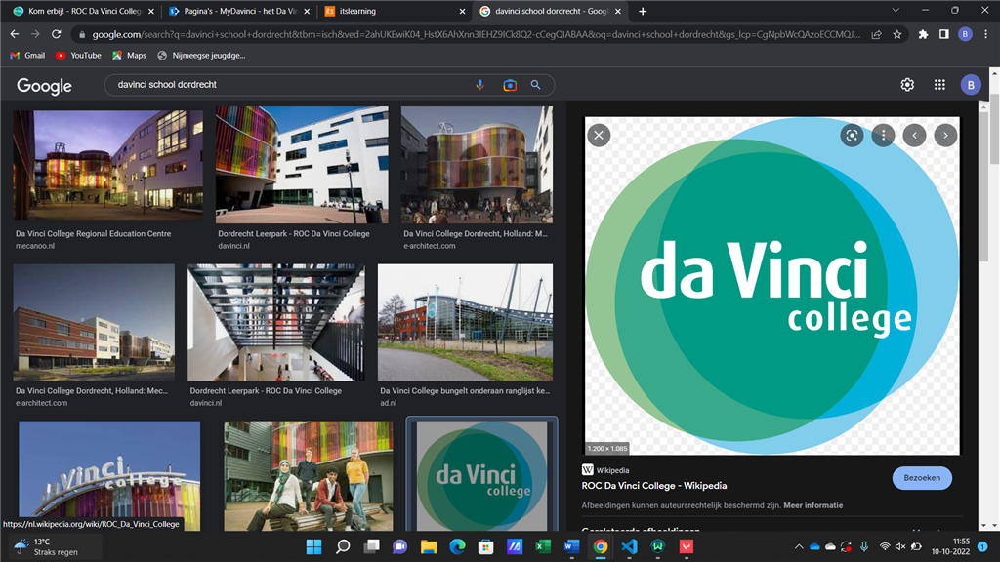 Kom erbij! - ROC Da Vinci Colleg
Pagina's - MyDavinci - het Da Vin
itslearning
davinci school dordrecht - Googl
google.com/search?q=davinci+school+dordrecht&tbm=isch&ved=2ahUKEwiK04_HstX6AhXnn3IEHZ9ICk8Q2-cCegQIABAA&oq=davinci+school+dordrecht&gs_lcp=CgNpbWcQAzoECCMQJ...
B
Gmail
YouTube
Maps
Nijmeegse jeugdge...
Google
davinci school dordrecht
B
Da Vinci College Regional Education Centre
mecanoo.nl
Dordrecht Leerpark - ROC Da Vinci College
davinci.nl
Da Vinci College Dordrecht, Holland: M...
e-architect.com
Da Vinci College Dordrecht, Holland: Mec...
e-architect.com
Dordrecht Leerpark - ROC Da Vinci College
davinci.nl
Da Vinci College bungelt onderaan ranglijst ke...
ad.nl
da Vinci
college
da Vinci
college
da Vinci
college
1.200 × 1.085
W Wikipedia
ROC Da Vinci College - Wikipedia
Bezoeken
Afbeeldingen kunnen auteursrechtelijk beschermd zijn. Meer informatie
Gerelateerde afbeeldingen
https://nl.wikipedia.org/wiki/ROC_Da_Vinci_College
13°C
Straks regen
11:55
10-10-2022
1